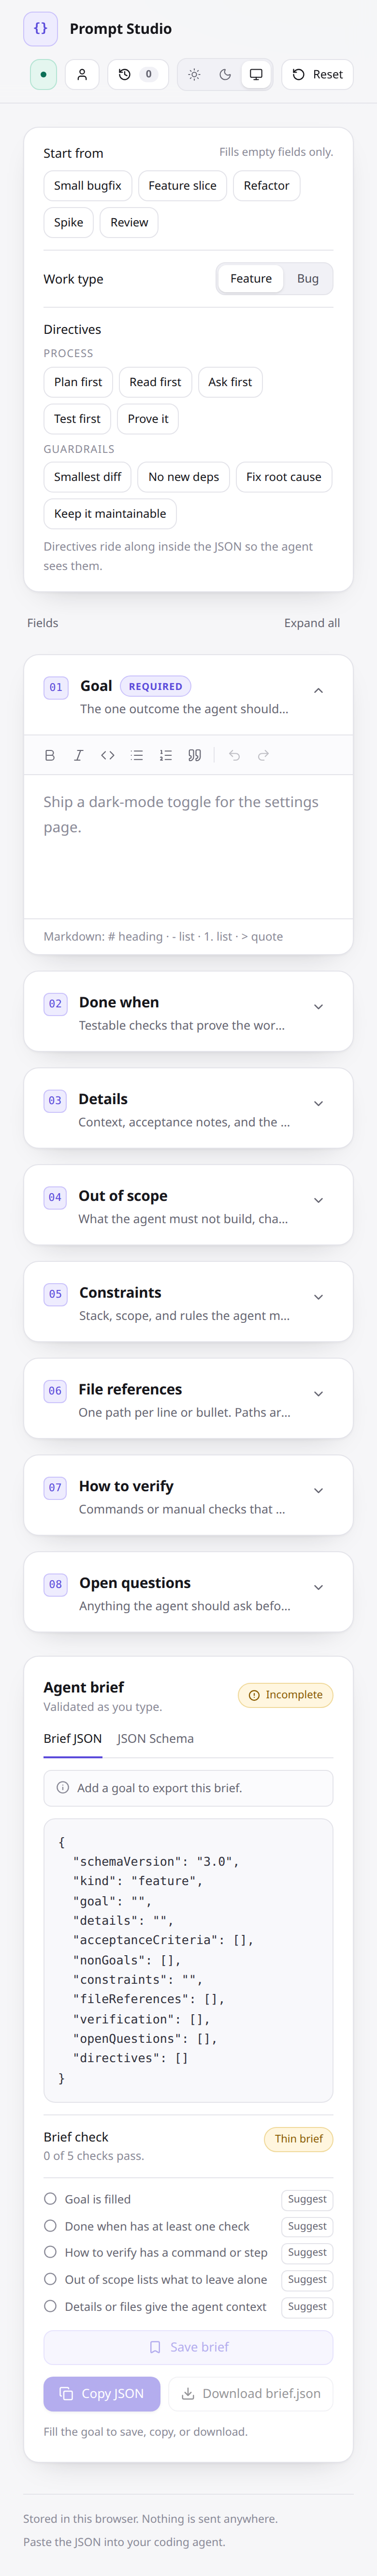 {} Prompt Studio
0 Reset
Start from Fills empty fields only.
Small bugfix Feature slice Refactor
Spike Review
Work type Feature Bug
Directives
PROCESS
Plan first Read first Ask first
Test first Prove it
GUARDRAILS
Smallest diff No new deps Fix root cause
Keep it maintainable
Directives ride along inside the JSON so the agent
sees them.
Fields Expand all
01 Goal REQUIRED
The one outcome the agent should...
Ship a dark-mode toggle for the settings
page.
Markdown: # heading · - list · 1. list · > quote
02 Done when
Testable checks that prove the wor...
03 Details
Context, acceptance notes, and the ...
04 Out of scope
What the agent must not build, cha...
05 Constraints
Stack, scope, and rules the agent m...
06 File references
One path per line or bullet. Paths ar...
07 How to verify
Commands or manual checks that ...
08 Open questions
Anything the agent should ask befo...
Agent brief
Validated as you type.
Incomplete
Brief JSON JSON Schema
Add a goal to export this brief.
{
"schemaVersion": "3.0",
"kind": "feature",
"goal": "",
"details": "",
"acceptanceCriteria": [],
"nonGoals": [],
"constraints": "",
"fileReferences": [],
"verification": [],
"openQuestions": [],
"directives": []
}
Brief check
0 of 5 checks pass.
Thin brief
Goal is filled Suggest
Done when has at least one check Suggest
How to verify has a command or step Suggest
Out of scope lists what to leave alone Suggest
Details or files give the agent context Suggest
Save brief
Copy JSON Download brief.json
Fill the goal to save, copy, or download.
Stored in this browser. Nothing is sent anywhere.
Paste the JSON into your coding agent.